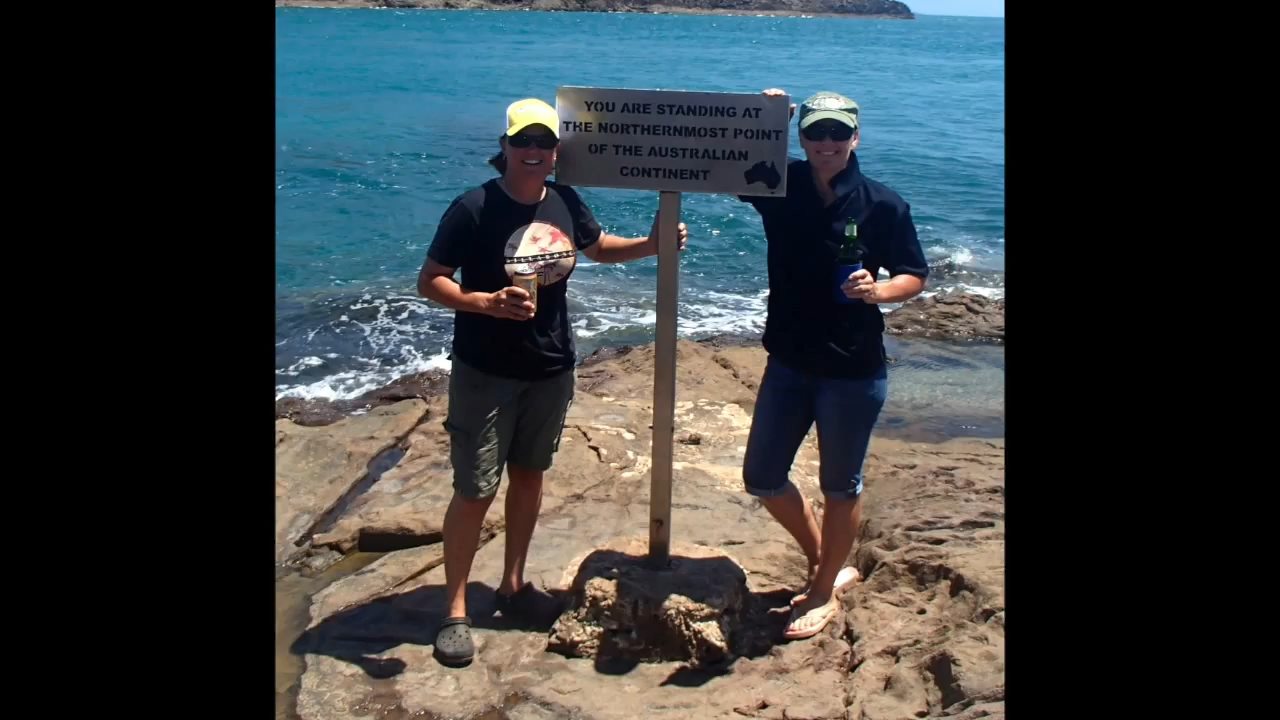 YOU ARE STANDING AT
THE NORTHERNMOST POINT
OF THE AUSTRALIAN
CONTINENT